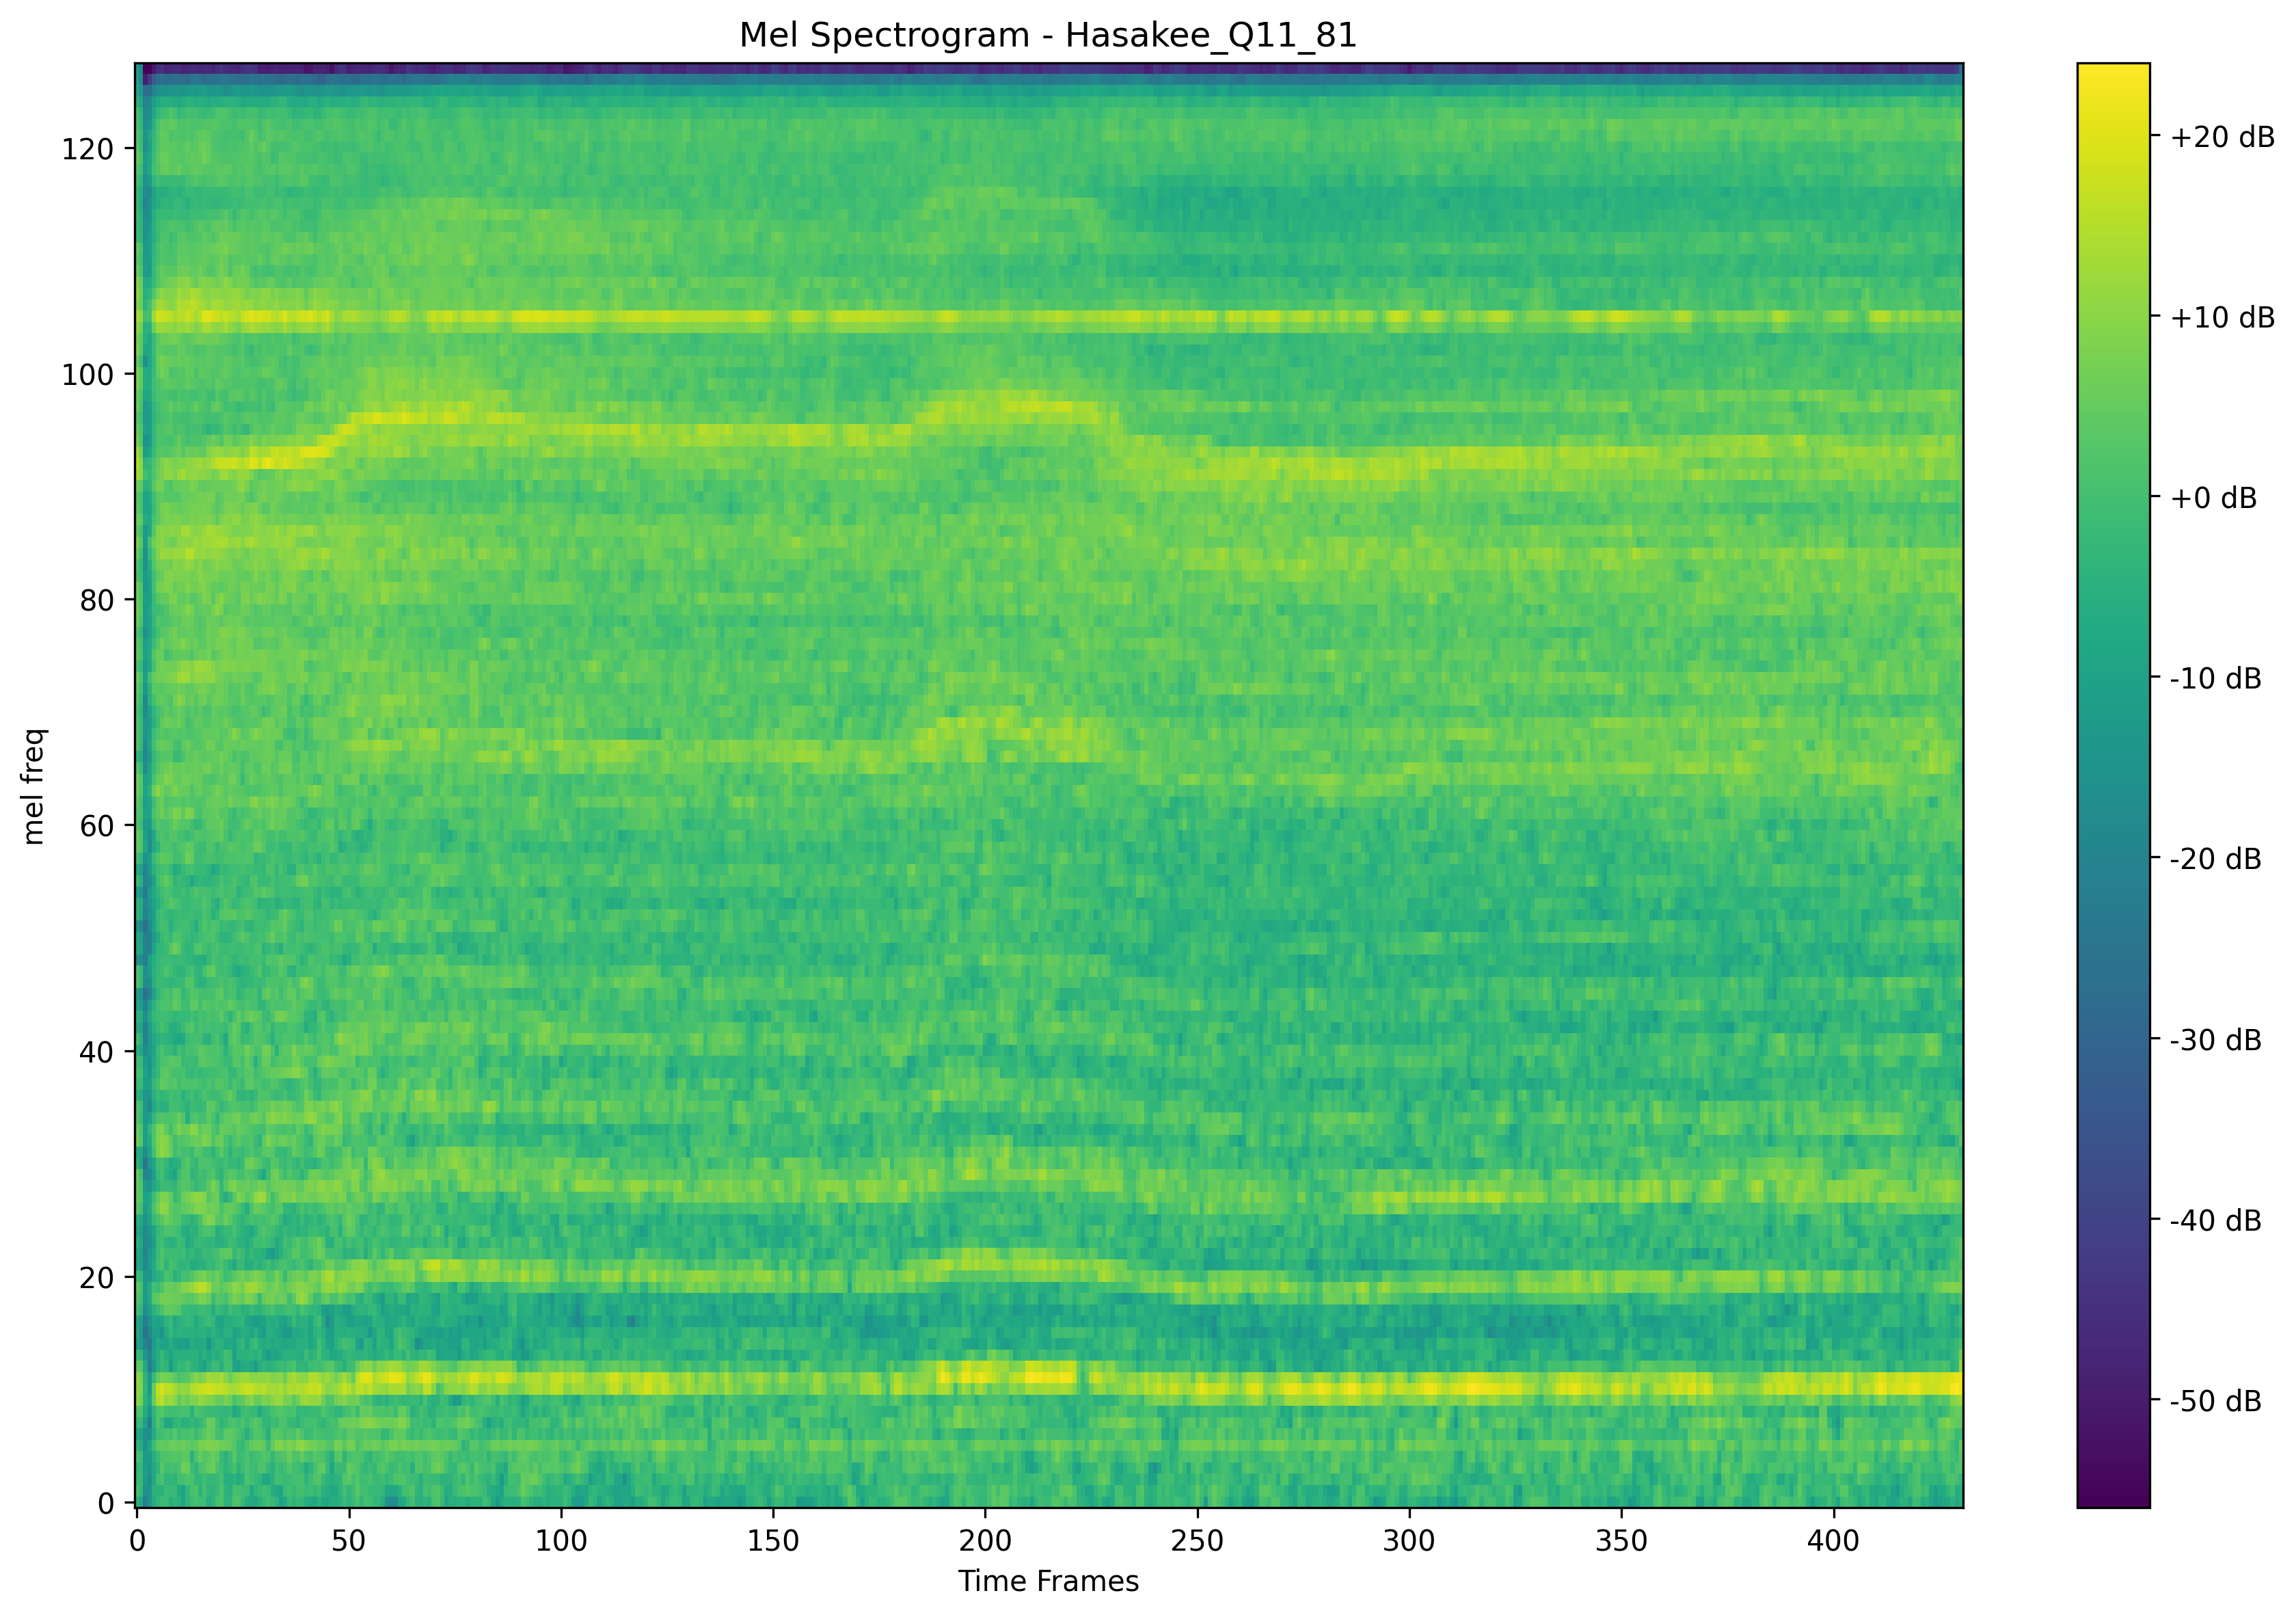 Mel Spectrogram - Hasakee_Q11_81
mel freq
120
100
80
60
40
20
0
0 50 100 150 200 250 300 350 400
Time Frames
+20 dB
+10 dB
+0 dB
-10 dB
-20 dB
-30 dB
-40 dB
-50 dB